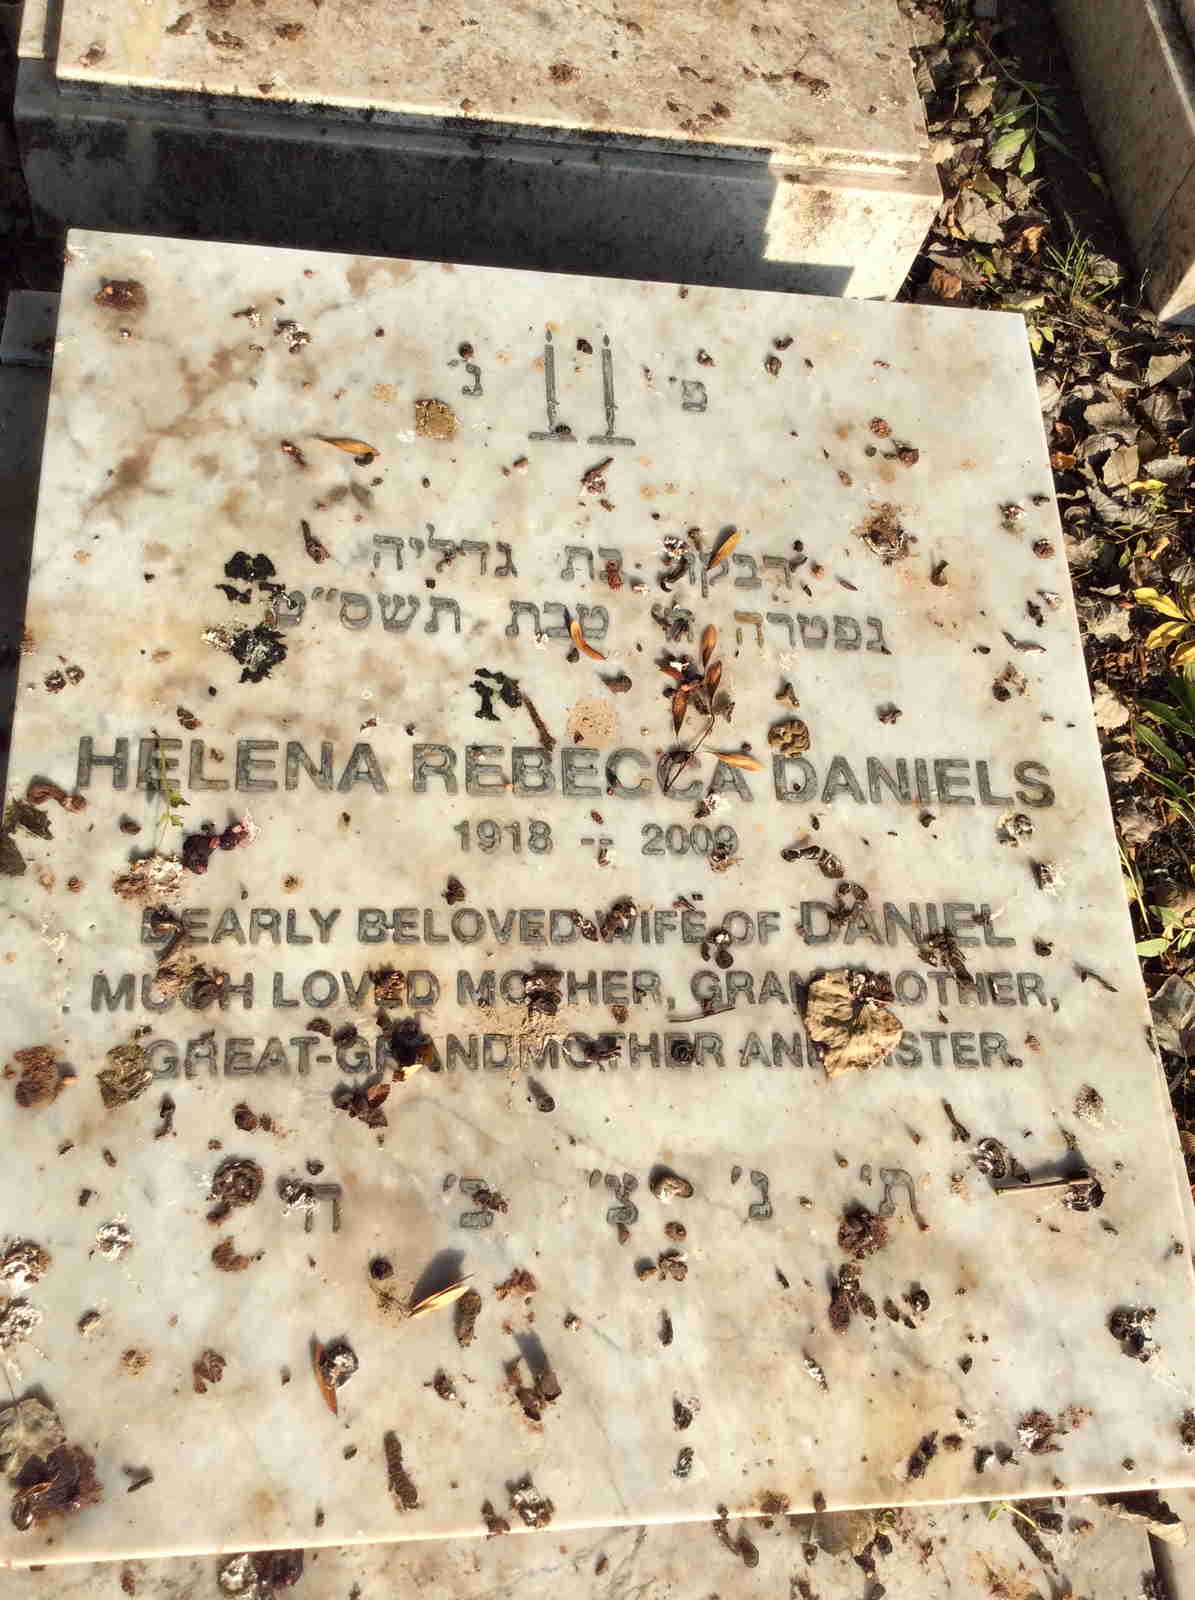 פ׳ נ׳
רבקה בת גדליה
נפטרה טבת תשס״ט
HELENA REBECCA DANIELS
1918 - 2009
DEARLY BELOVED WIFE OF DANIEL
MUCH LOVED MOTHER, GRANDMOTHER,
GREAT-GRANDMOTHER AND SISTER.
ת׳ נ׳ צ׳ ב׳ ה׳